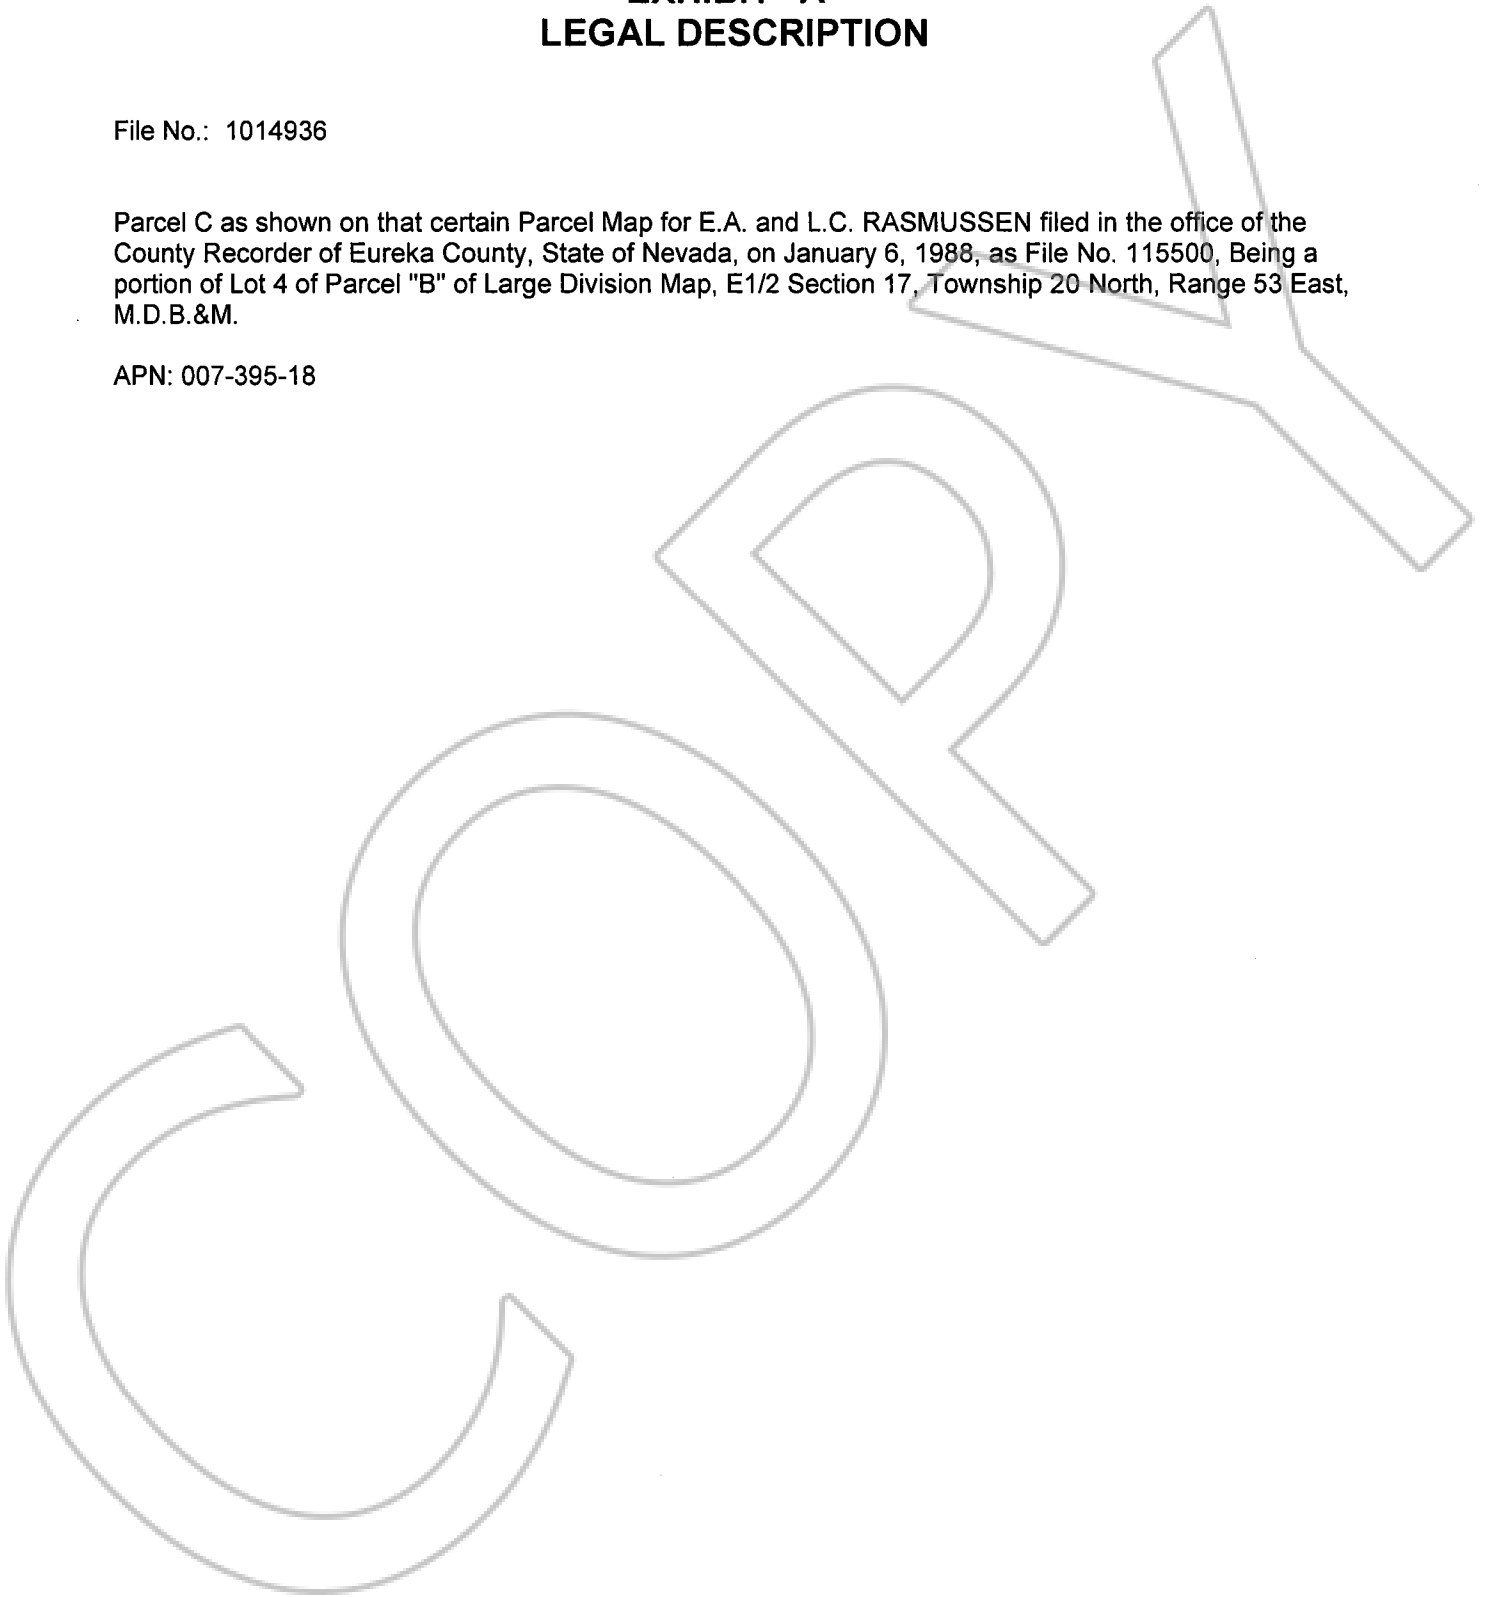 EXHIBIT "A"
LEGAL DESCRIPTION
File No.: 1014936
Parcel C as shown on that certain Parcel Map for E.A. and L.C. RASMUSSEN filed in the office of the
County Recorder of Eureka County, State of Nevada, on January 6, 1988, as File No. 115500, Being a
portion of Lot 4 of Parcel "B" of Large Division Map, E1/2 Section 17, Township 20 North, Range 53 East,
M.D.B.&M.
APN: 007-395-18
COPY